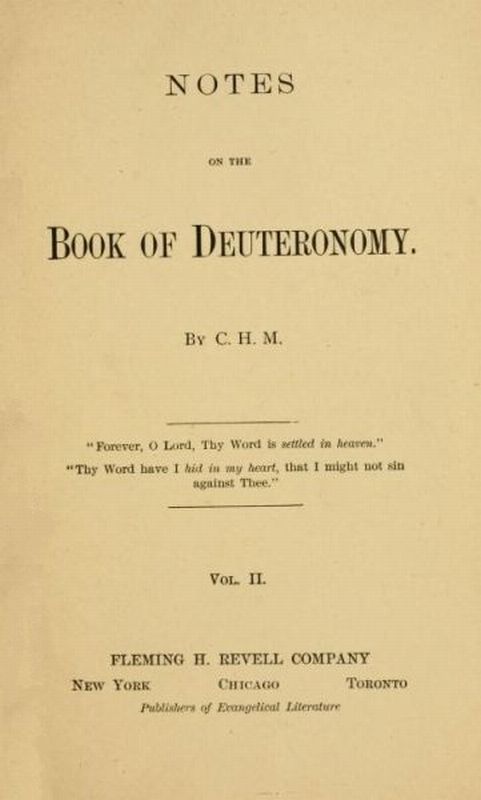 NOTES
ON THE
BOOK OF DEUTERONOMY.
BY C. H. M.
"Forever, O Lord, Thy Word is settled in heaven."
"Thy Word have I hid in my heart, that I might not sin
against Thee."
VOL. II.
FLEMING H. REVELL COMPANY
NEW YORK CHICAGO TORONTO
Publishers of Evangelical Literature